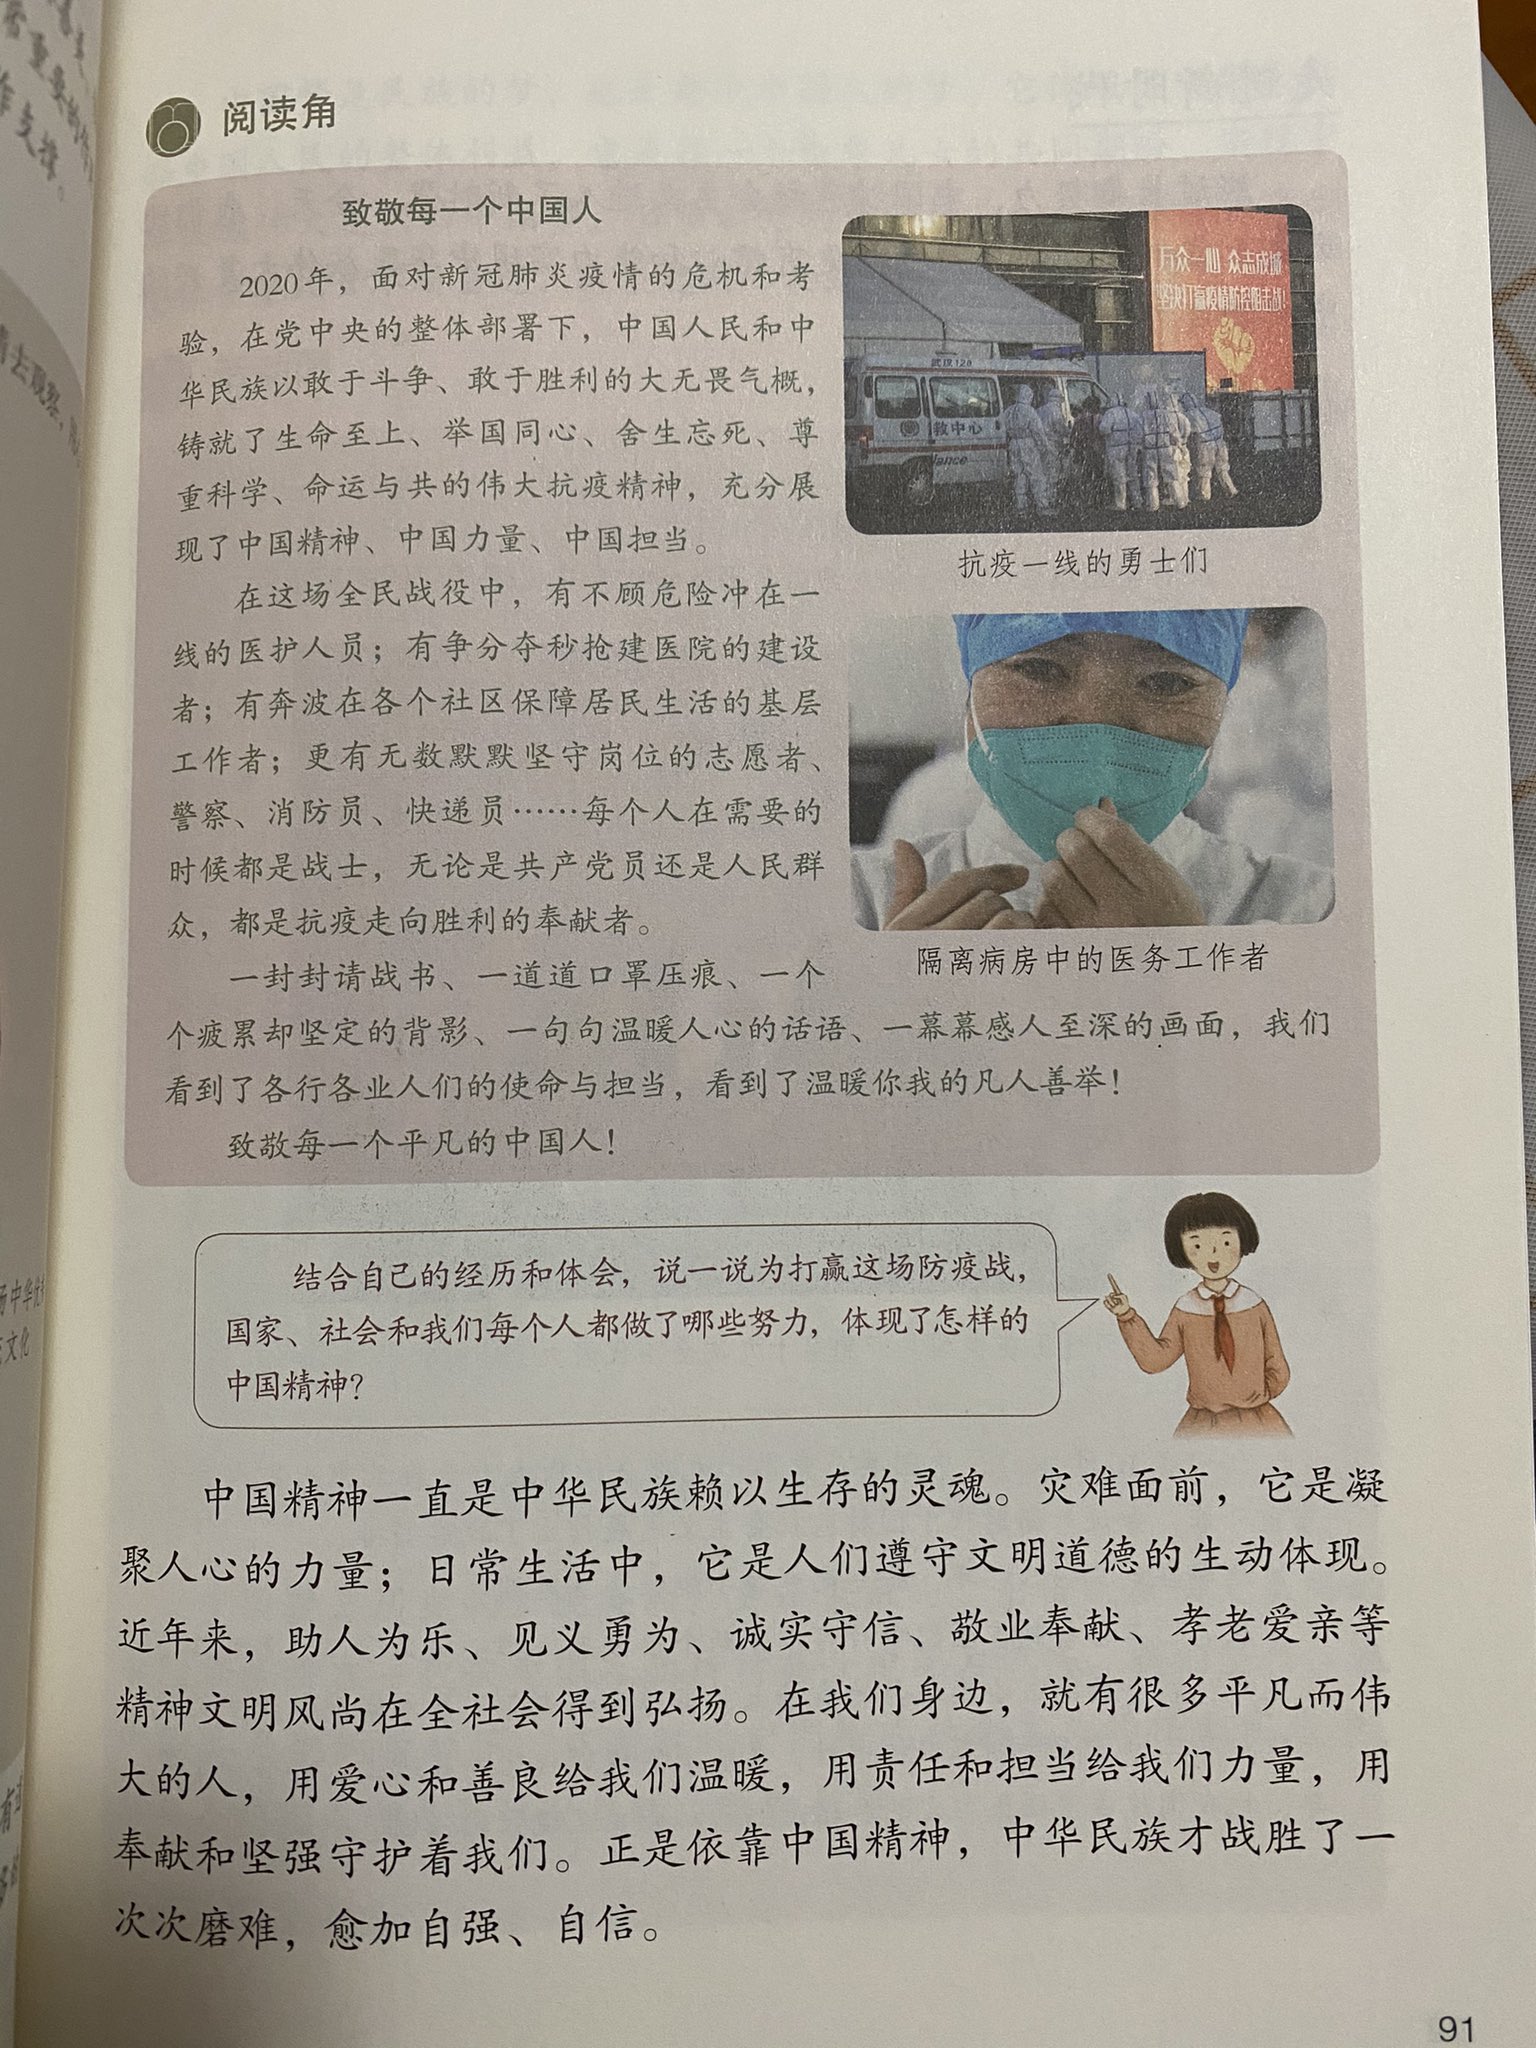 阅读角
致敬每一个中国人
2020年，面对新冠肺炎疫情的危机和考
验，在党中央的整体部署下，中国人民和中
华民族以敢于斗争、敢于胜利的大无畏气概，
铸就了生命至上、举国同心、舍生忘死、尊
重科学、命运与共的伟大抗疫精神，充分展
现了中国精神、中国力量、中国担当。
在这场全民战役中，有不顾危险冲在一
线的医护人员；有争分夺秒抢建医院的建设
者；有奔波在各个社区保障居民生活的基层
工作者；更有无数默默坚守岗位的志愿者、
警察、消防员、快递员……每个人在需要的
时候都是战士，无论是共产党员还是人民群
众，都是抗疫走向胜利的奉献者。
一封封请战书、一道道口罩压痕、一个
个疲累却坚定的背影、一句句温暖人心的话语、一幕幕感人至深的画面，我们
看到了各行各业人们的使命与担当，看到了温暖你我的凡人善举！
致敬每一个平凡的中国人！
万众一心 众志成城
坚决打赢疫情防控阻击战！
武汉120
救中心
抗疫一线的勇士们
隔离病房中的医务工作者
结合自己的经历和体会，说一说为打赢这场防疫战，
国家、社会和我们每个人都做了哪些努力，体现了怎样的
中国精神？
中国精神一直是中华民族赖以生存的灵魂。灾难面前，它是凝
聚人心的力量；日常生活中，它是人们遵守文明道德的生动体现。
近年来，助人为乐、见义勇为、诚实守信、敬业奉献、孝老爱亲等
精神文明风尚在全社会得到弘扬。在我们身边，就有很多平凡而伟
大的人，用爱心和善良给我们温暖，用责任和担当给我们力量，用
奉献和坚强守护着我们。正是依靠中国精神，中华民族才战胜了一
次次磨难，愈加自强、自信。
91